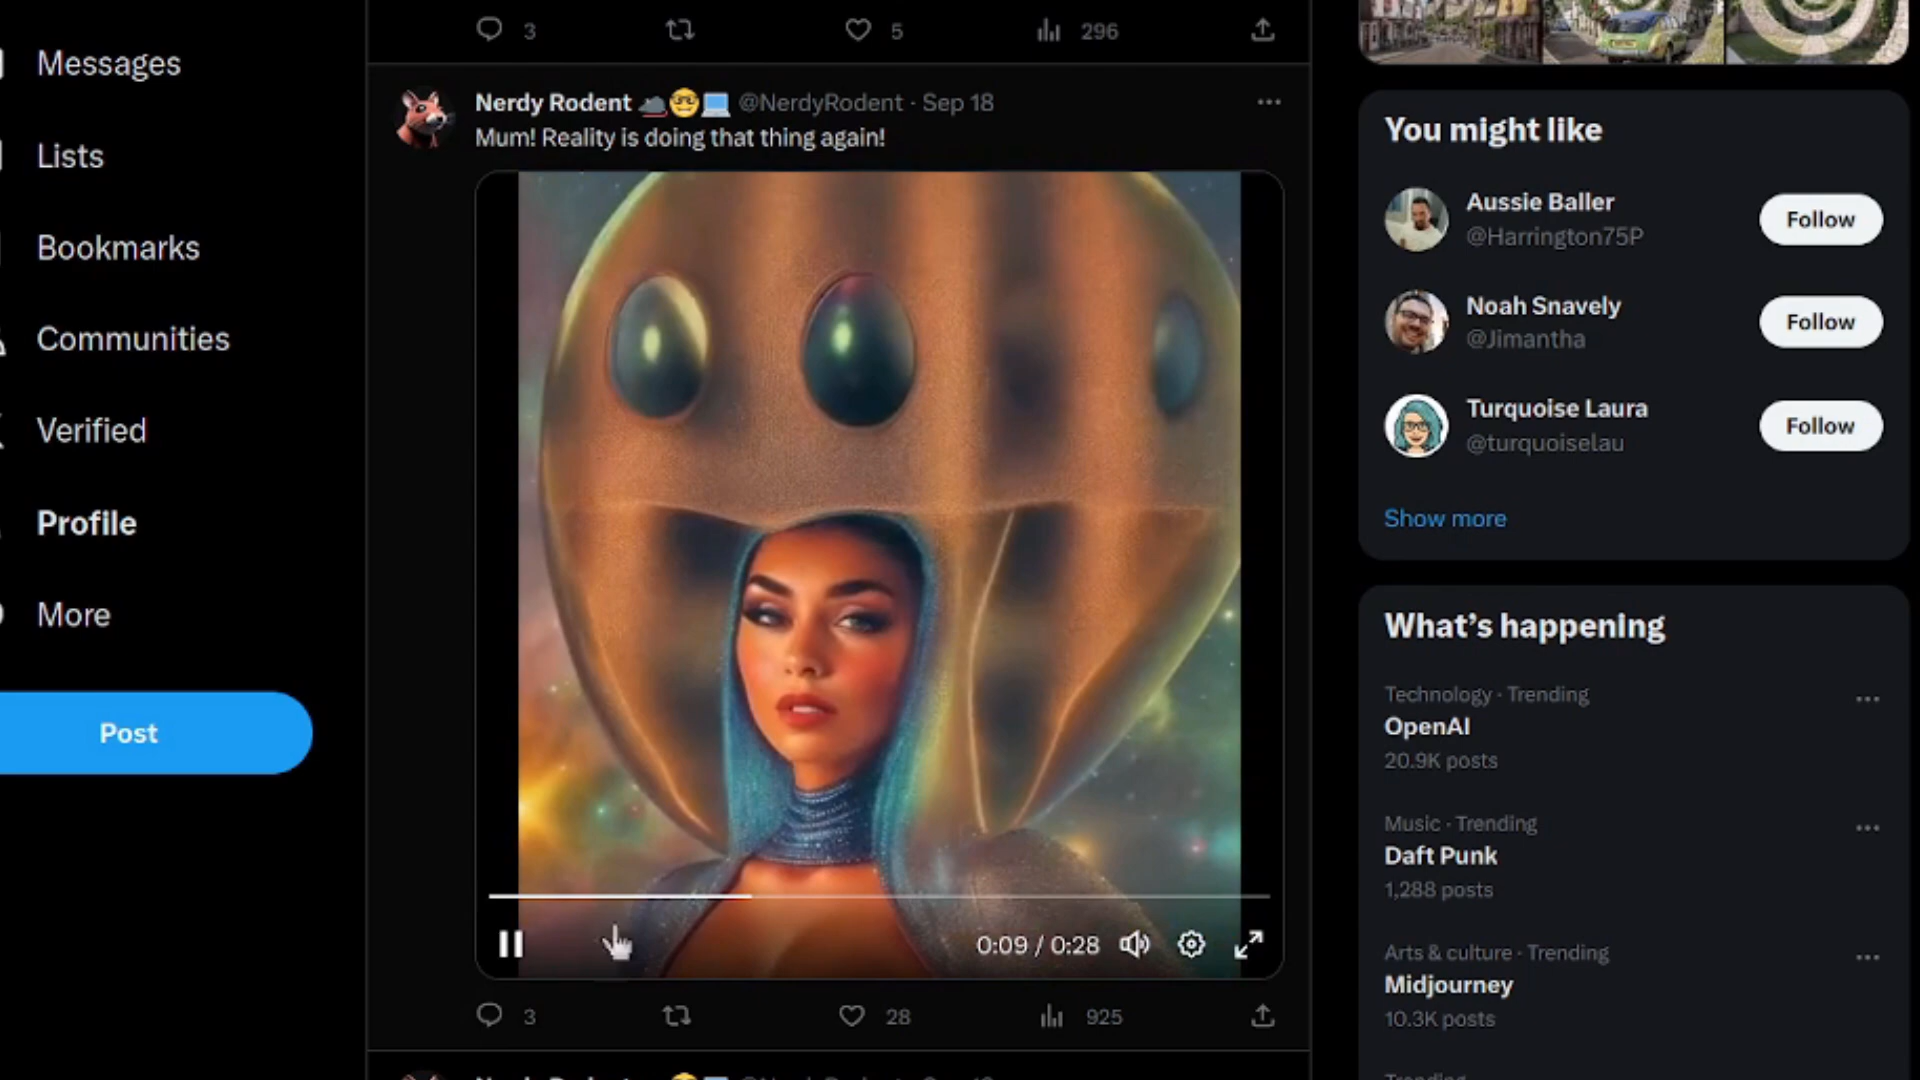 3
5
296
Messages
Lists
Bookmarks
Communities
Verified
Profile
More
Post
Nerdy Rodent @NerdyRodent · Sep 18
Mum! Reality is doing that thing again!
0:09 / 0:28
3
28
925
You might like
Aussie Baller
@Harrington75P
Follow
Noah Snavely
@Jimantha
Follow
Turquoise Laura
@turquoiselau
Follow
Show more
What's happening
Technology · Trending
OpenAI
20.9K posts
Music · Trending
Daft Punk
1,288 posts
Arts & culture · Trending
Midjourney
10.3K posts
Trending